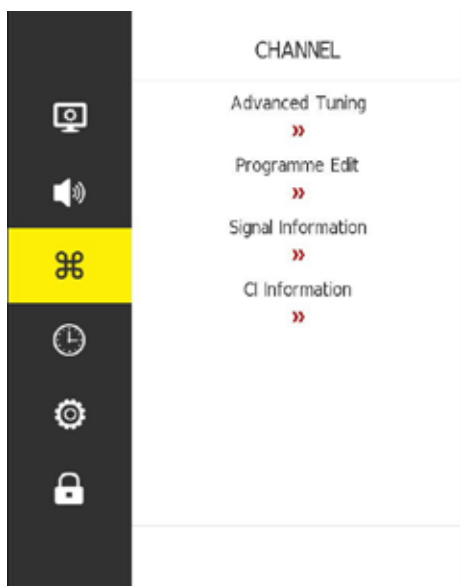 CHANNEL
Advanced Tuning
»
Programme Edit
»
Signal Information
»
CI Information
»